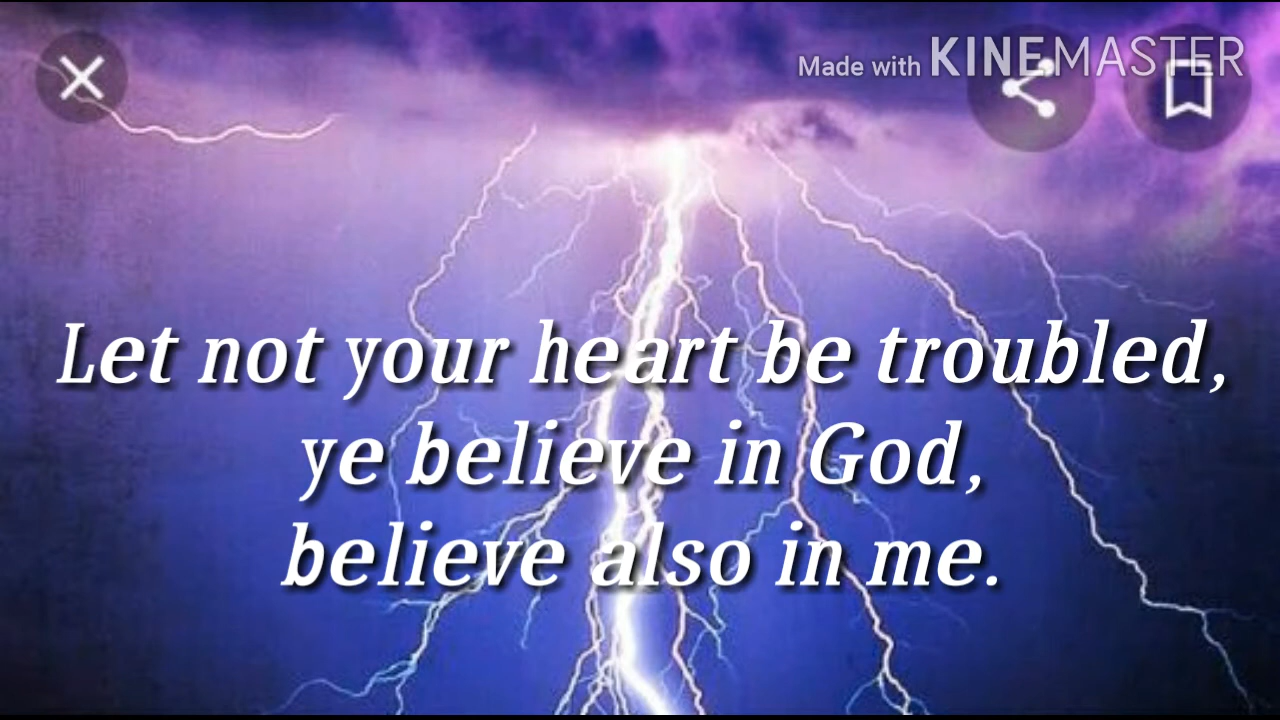 Made with KINEMASTER
Let not your heart be troubled,
ye believe in God,
believe also in me.